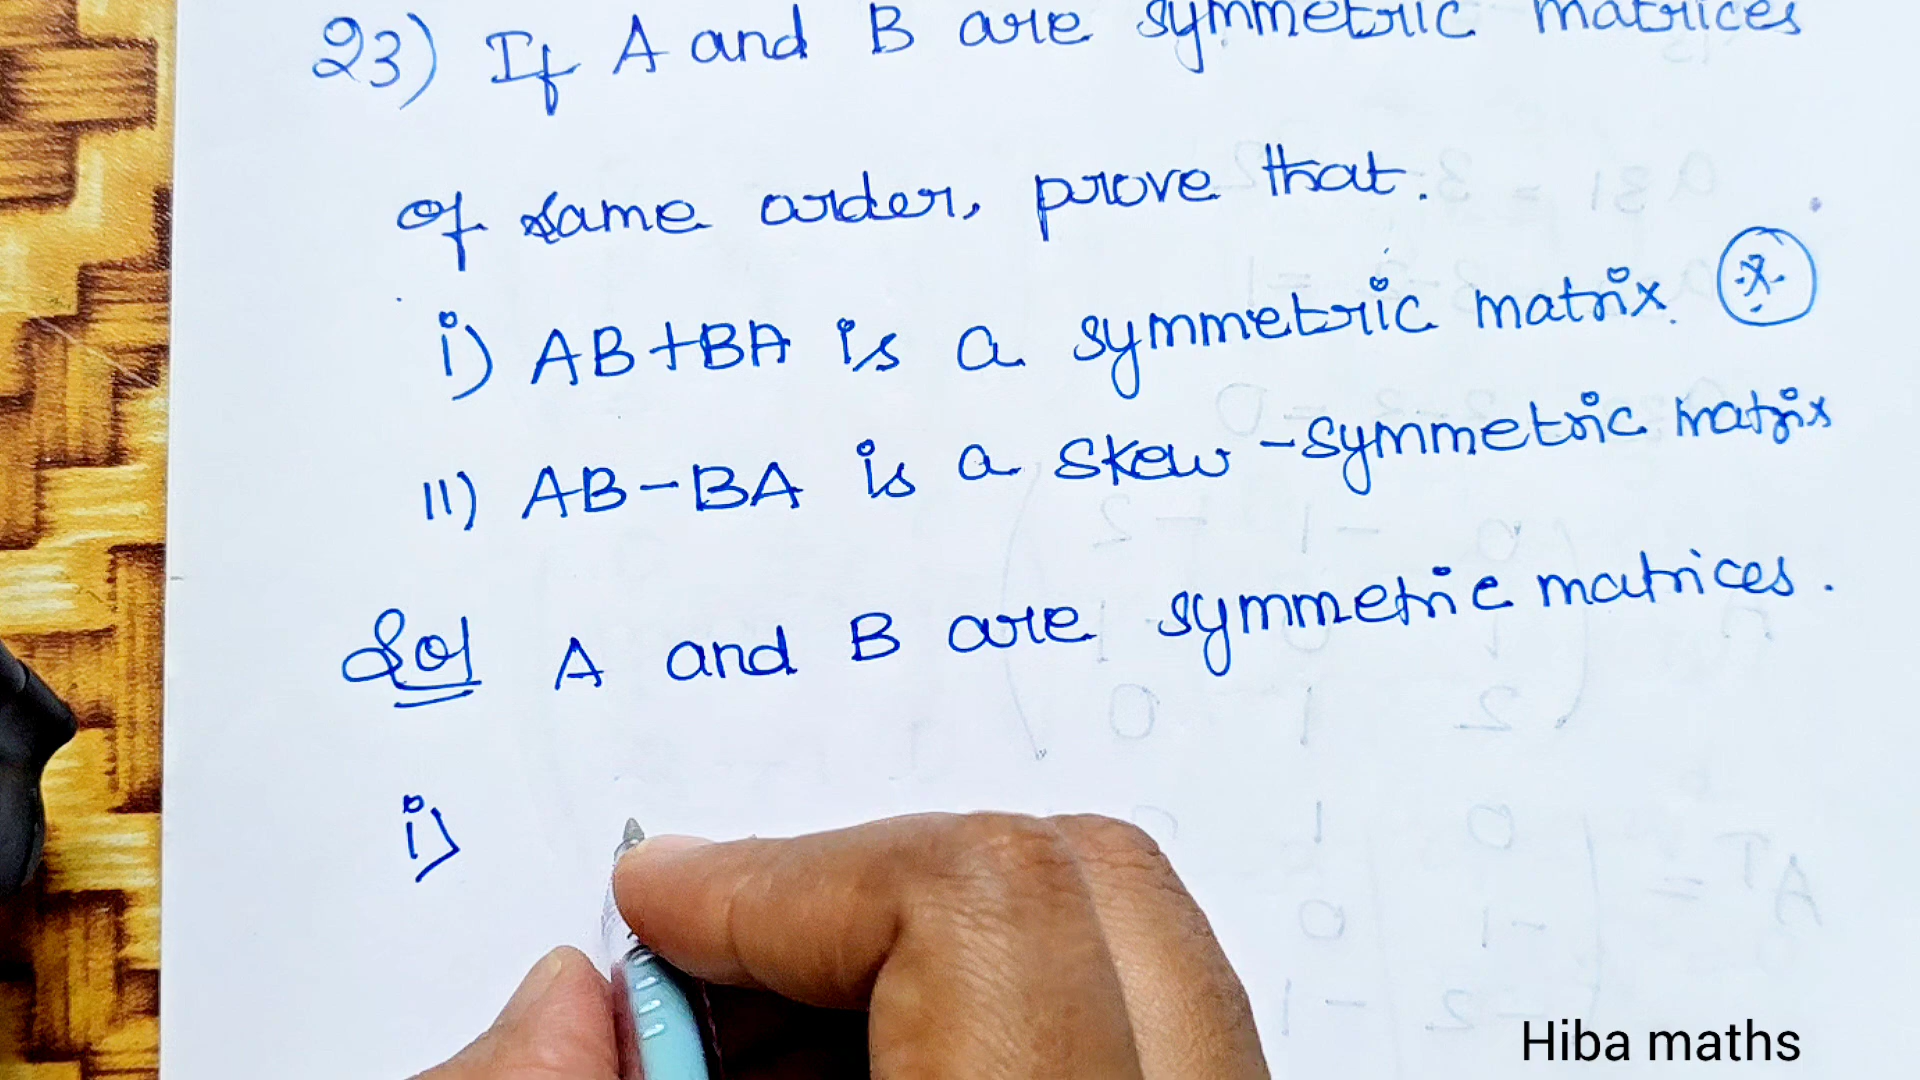 23) If A and B are symmetric matrices
of same order, prove that.
i) AB+BA is a symmetric matrix.
II) AB-BA is a skew-symmetric matrix
Sol A and B are symmetric matrices.
i)
Hiba maths